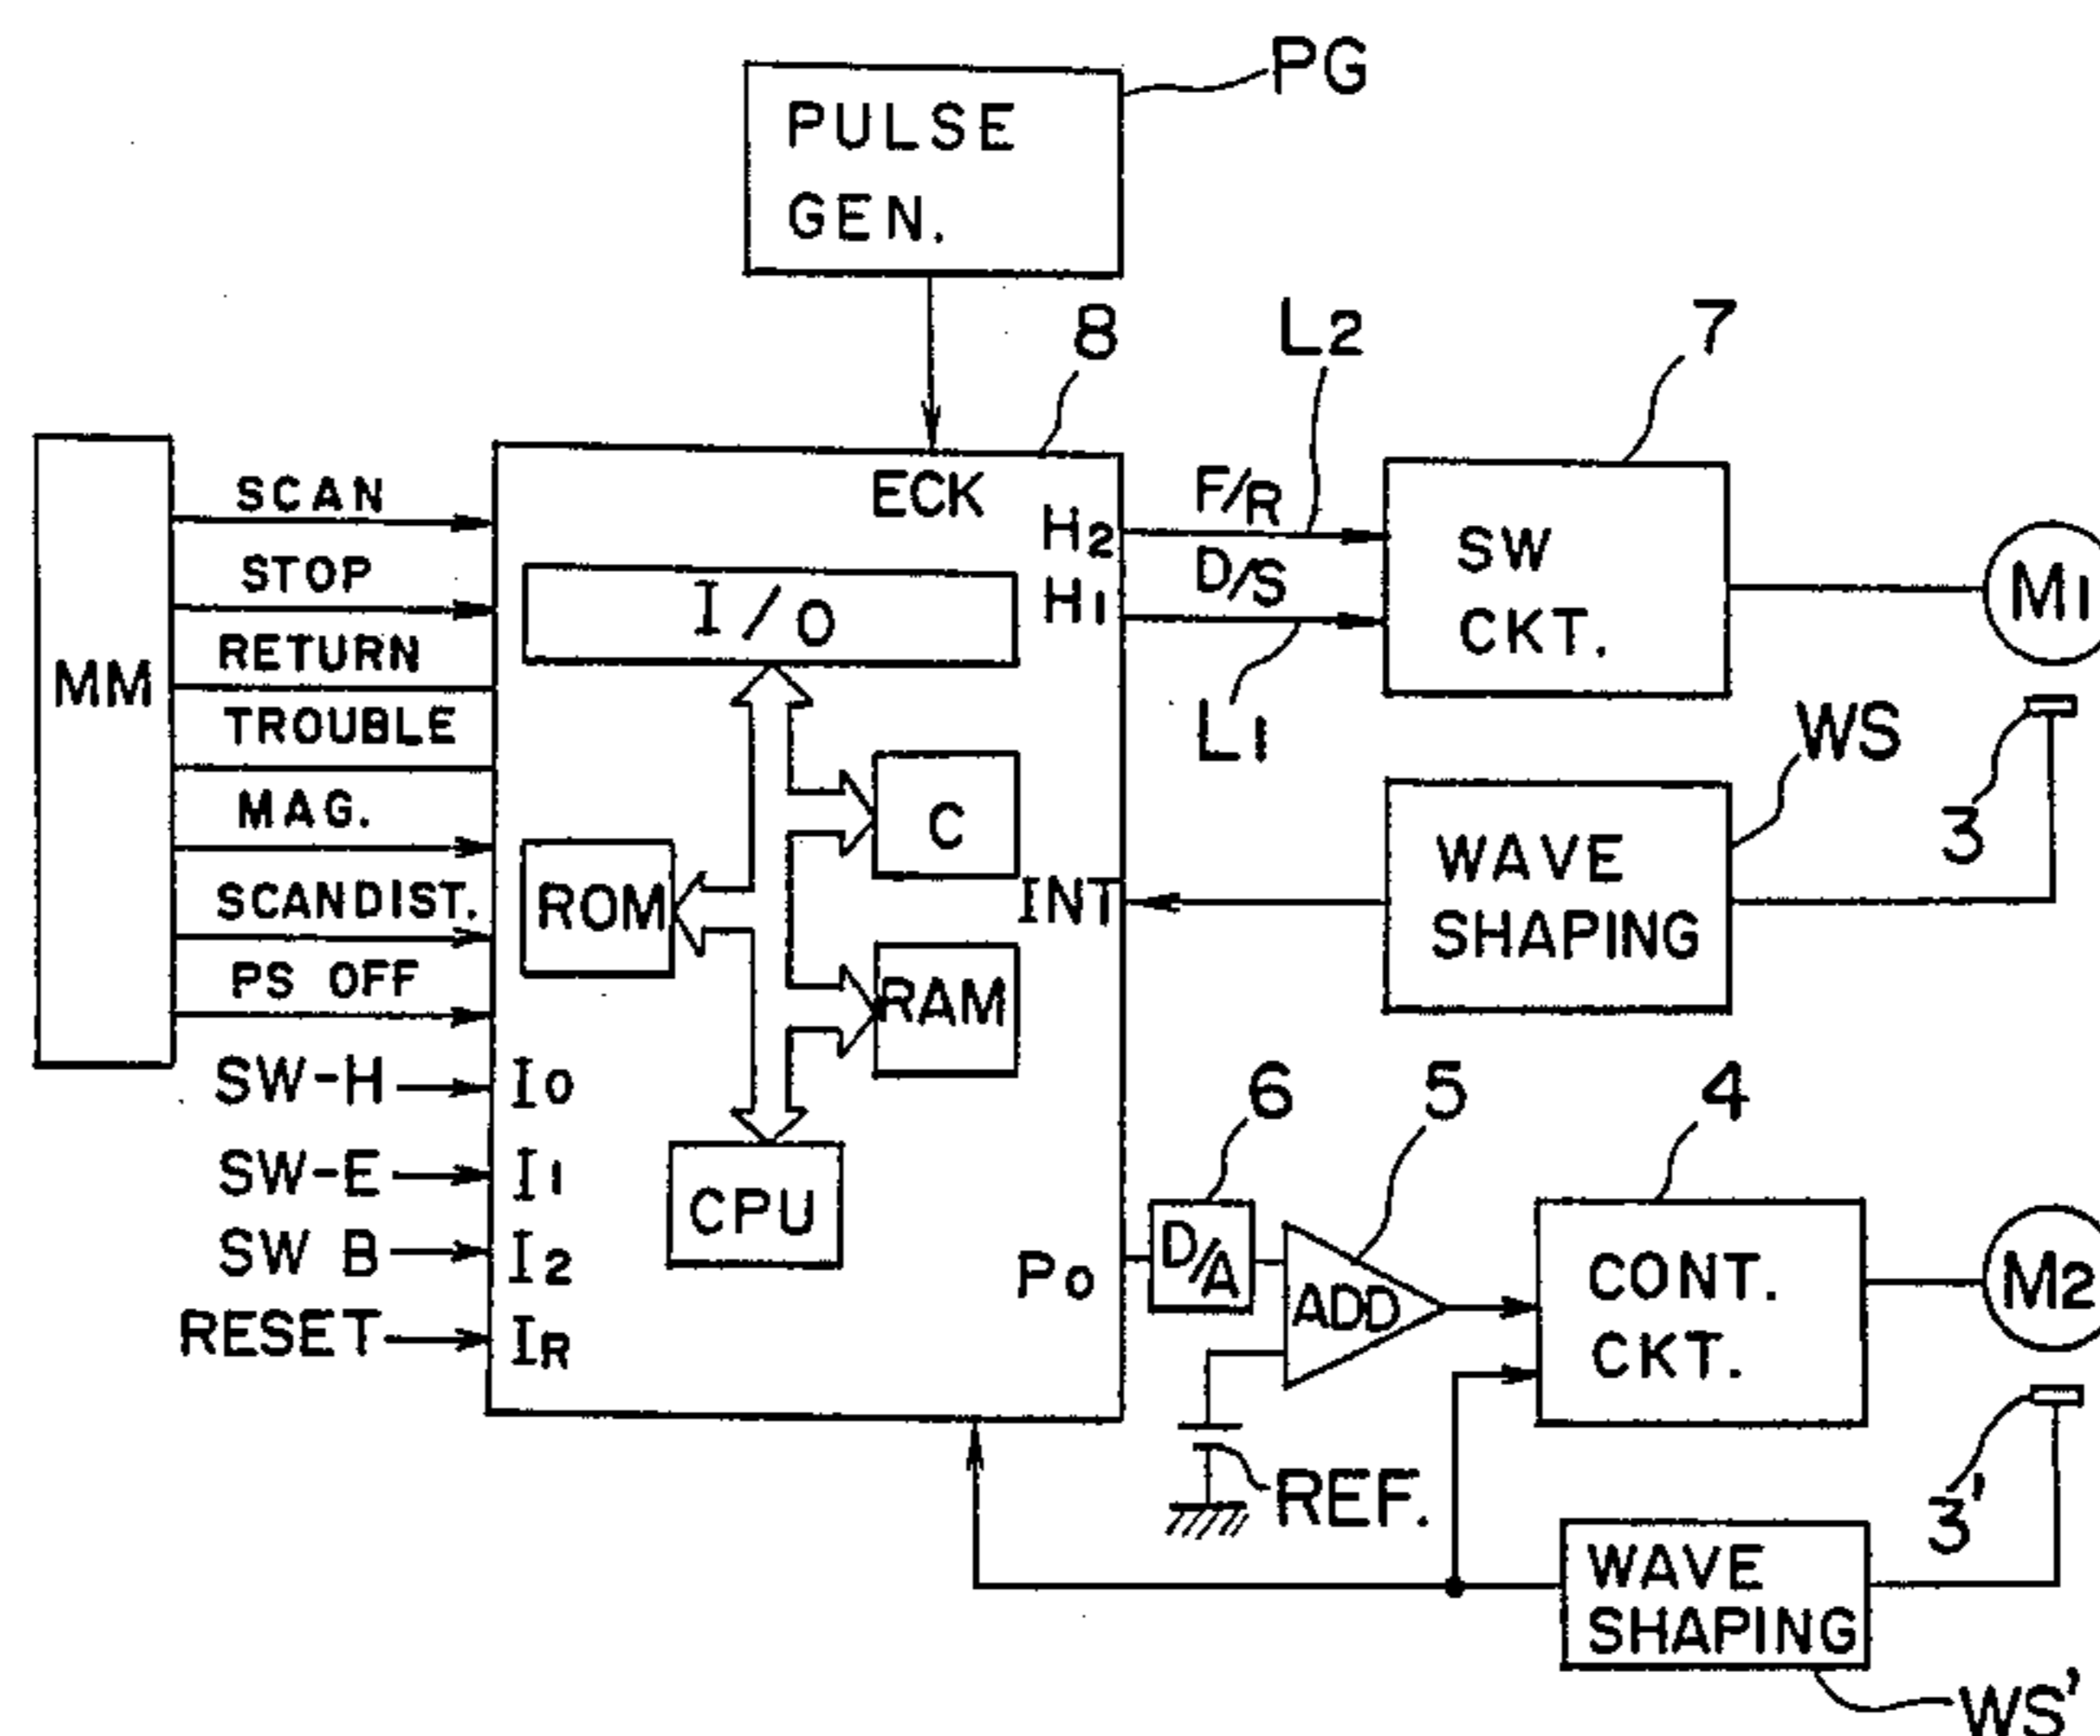 PG
PULSE
GEN.
8
L2
7
ECK
SCAN
STOP
RETURN
TROUBLE
MAG.
SCANDIST.
PS OFF
MM
SW-H
SW-E
SW B
RESET
I0
I1
I2
IR
I/O
C
ROM
RAM
CPU
H2
H1
INT
P0
F/R
D/S
L1
SW
CKT.
M1
3
WS
WAVE
SHAPING
6
5
4
D/A
ADD
REF.
CONT.
CKT.
M2
3'
WAVE
SHAPING
WS'